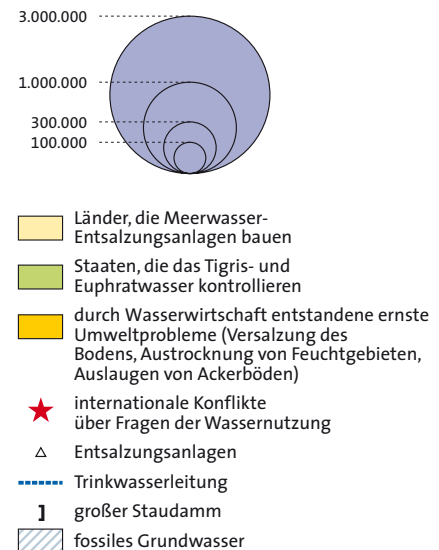 3.000.000
1.000.000
300.000
100.000
Länder, die Meerwasser-
Entsalzungsanlagen bauen
Staaten, die das Tigris- und
Euphratwasser kontrollieren
durch Wasserwirtschaft entstandene ernste
Umweltprobleme (Versalzung des
Bodens, Austrocknung von Feuchtgebieten,
Auslaugen von Ackerböden)
internationale Konflikte
über Fragen der Wassernutzung
Entsalzungsanlagen
Trinkwasserleitung
großer Staudamm
fossiles Grundwasser